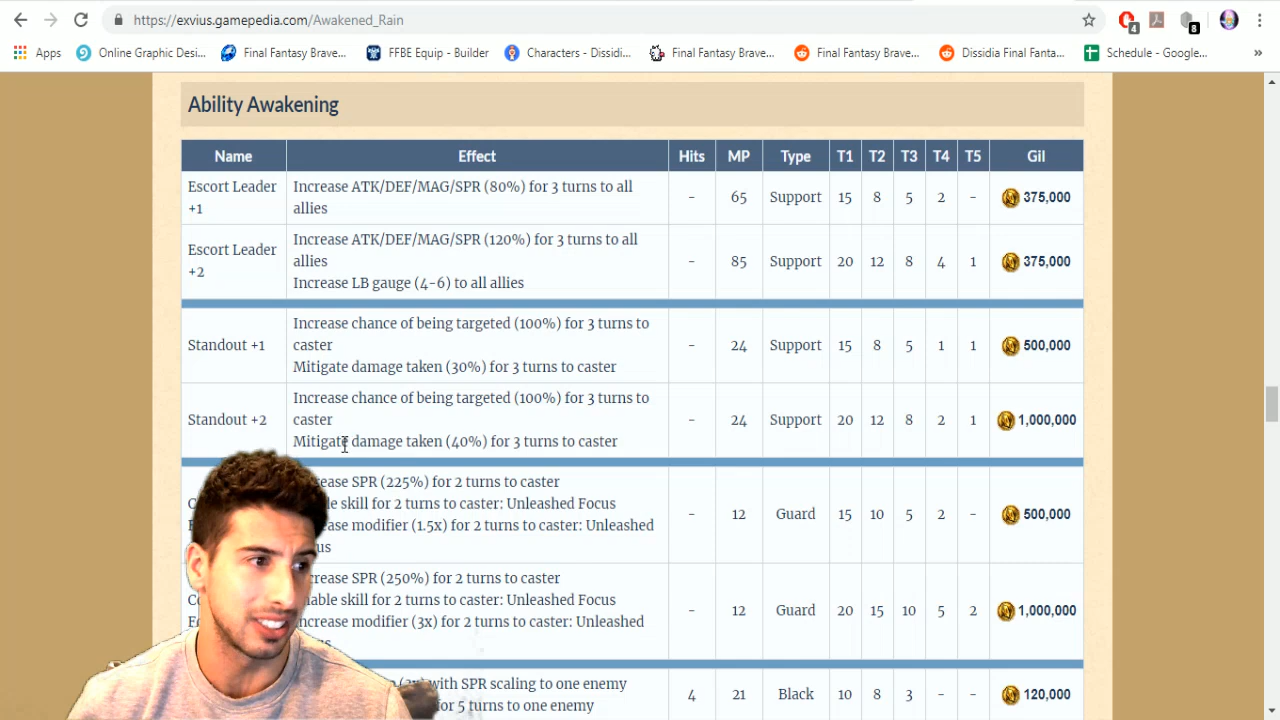 https://exvius.gamepedia.com/Awakened_Rain
4
8
Apps
Online Graphic Desi...
Final Fantasy Brave...
FFBE Equip - Builder
Characters - Dissidi...
Final Fantasy Brave...
Final Fantasy Brave...
Dissidia Final Fanta...
Schedule - Google...
»
Ability Awakening
Name Effect Hits MP Type T1 T2 T3 T4 T5 Gil
Escort Leader +1
Increase ATK/DEF/MAG/SPR (80%) for 3 turns to all
allies
- 65 Support 15 8 5 2 - 375,000
Escort Leader +2
Increase ATK/DEF/MAG/SPR (120%) for 3 turns to all
allies
Increase LB gauge (4-6) to all allies
- 85 Support 20 12 8 4 1 375,000
Standout +1
Increase chance of being targeted (100%) for 3 turns to
caster
Mitigate damage taken (30%) for 3 turns to caster
- 24 Support 15 8 5 1 1 500,000
Standout +2
Increase chance of being targeted (100%) for 3 turns to
caster
Mitigate damage taken (40%) for 3 turns to caster
- 24 Support 20 12 8 2 1 1,000,000
SPR (225%) for 2 turns to caster
skill for 2 turns to caster: Unleashed Focus
modifier (1.5x) for 2 turns to caster: Unleashed
- 12 Guard 15 10 5 2 - 500,000
SPR (250%) for 2 turns to caster
skill for 2 turns to caster: Unleashed Focus
Increase modifier (3x) for 2 turns to caster: Unleashed
- 12 Guard 20 15 10 5 2 1,000,000
with SPR scaling to one enemy
for 5 turns to one enemy
4 21 Black 10 8 3 - - 120,000